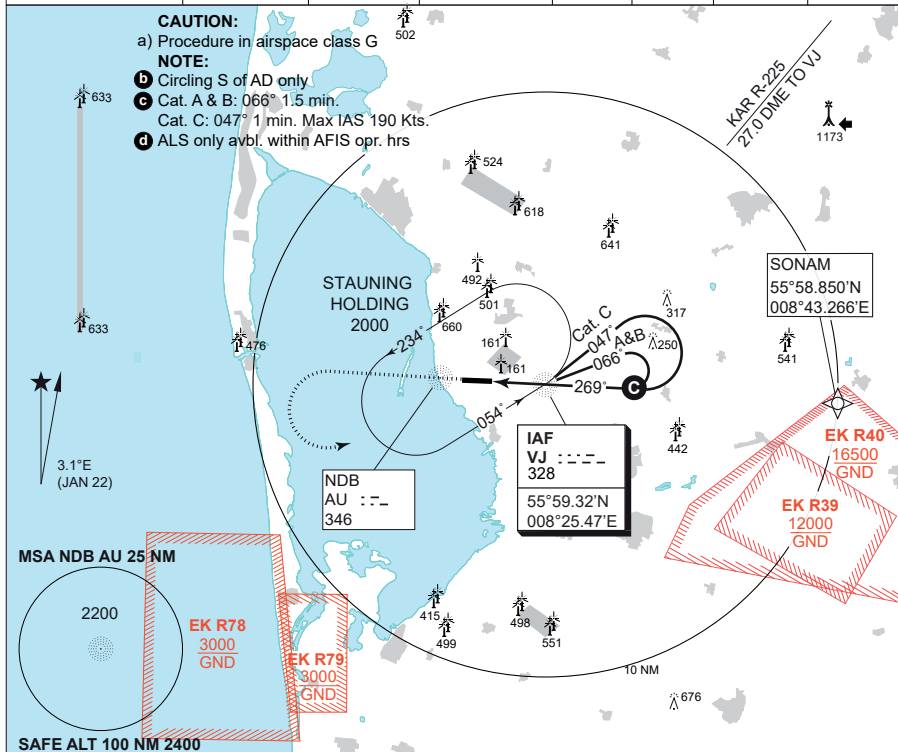 CAUTION:
a) Procedure in airspace class G
NOTE:
b Circling S of AD only
c Cat. A & B: 066° 1.5 min.
Cat. C: 047° 1 min. Max IAS 190 Kts.
d ALS only avbl. within AFIS opr. hrs
502
633
KAR R-225
27.0 DME TO VJ
1173
524
618
641
SONAM
55°58.850'N
008°43.266'E
STAUNING
HOLDING
2000
492
501
660
317
Cat. C
047°
A&B
066°
250
161
161
541
633
476
234°
269°
C
054°
442
3.1°E
(JAN 22)
IAF
VJ
328
55°59.32'N
008°25.47'E
NDB
AU
346
EK R40
16500
GND
EK R39
12000
GND
MSA NDB AU 25 NM
2200
EK R78
3000
GND
EK R79
3000
GND
415
499
498
551
10 NM
676
SAFE ALT 100 NM 2400